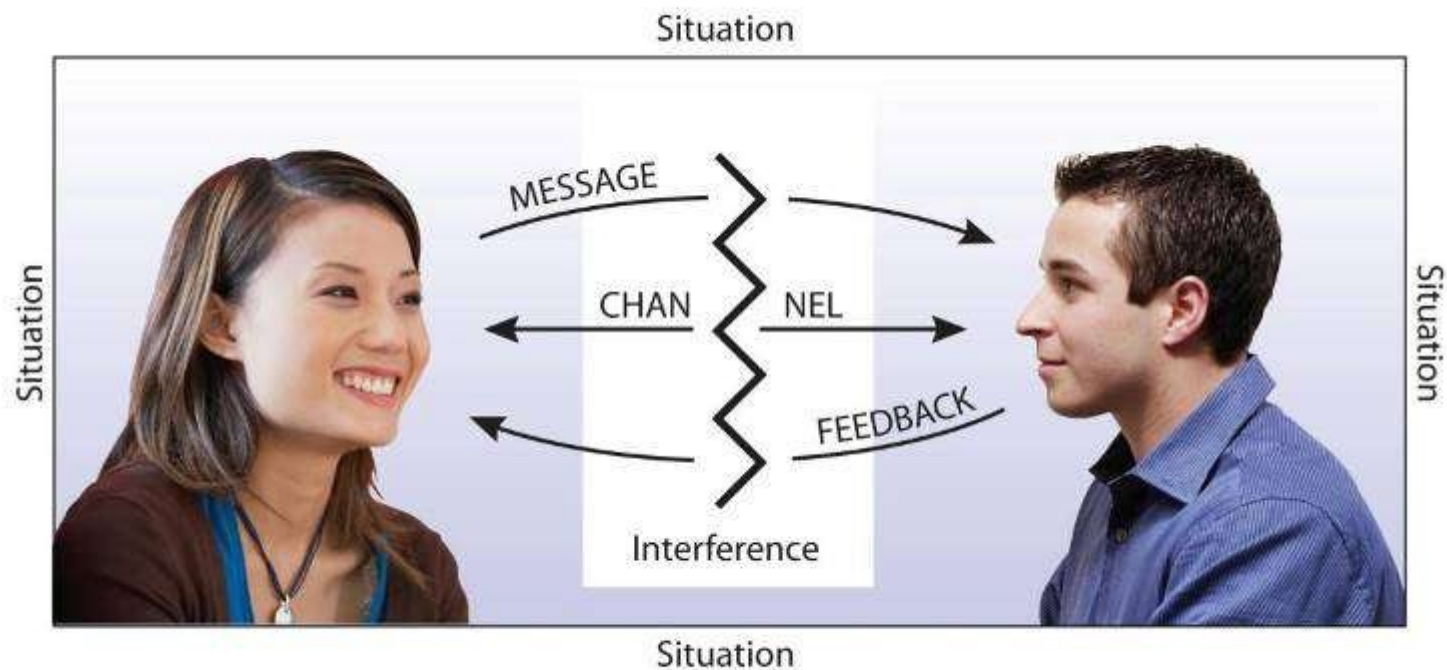 Situation
MESSAGE
Situation
CHAN NEL
Situation
FEEDBACK
Interference
Situation